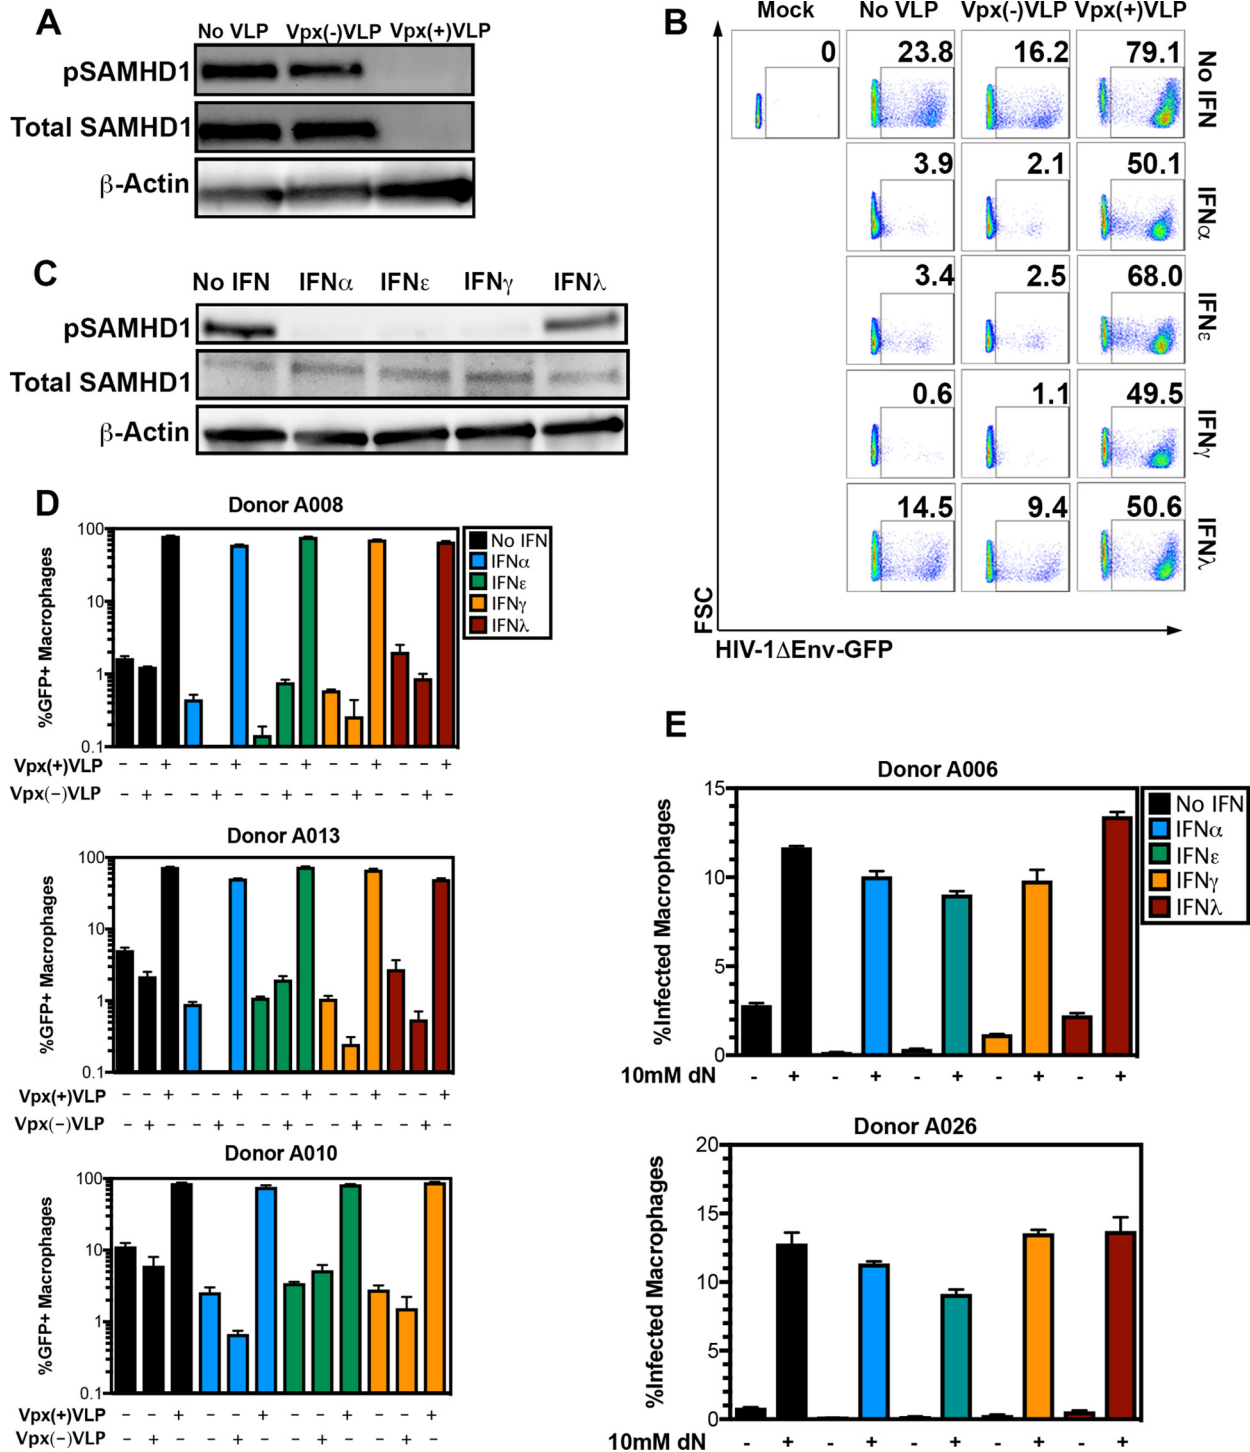 A
No VLP Vpx(-)VLP Vpx(+)VLP
pSAMHD1
Total SAMHD1
β-Actin
B
Mock No VLP Vpx(-)VLP Vpx(+)VLP
0 23.8 16.2 79.1 No IFN
3.9 2.1 50.1 IFNα
3.4 2.5 68.0 IFNε
0.6 1.1 49.5 IFNγ
14.5 9.4 50.6 IFNλ
FSC
HIV-1ΔEnv-GFP
C
No IFN IFNα IFNε IFNγ IFNλ
pSAMHD1
Total SAMHD1
β-Actin
D
Donor A008
%GFP+ Macrophages
100
10
1
0.1
No IFN
IFNα
IFNε
IFNγ
IFNλ
Vpx(+)VLP − − + − − + − − + − − + − − +
Vpx(−)VLP − + − − + − − + − − + − − + −
Donor A013
%GFP+ Macrophages
100
10
1
0.1
Vpx(+)VLP − − + − − + − − + − − + − − +
Vpx(−)VLP − + − − + − − + − − + − − + −
Donor A010
%GFP+ Macrophages
100
10
1
0.1
Vpx(+)VLP − − + − − + − − + − − +
Vpx(−)VLP − + − − + − − + − − + −
E
Donor A006
%Infected Macrophages
15
10
5
0
No IFN
IFNα
IFNε
IFNγ
IFNλ
10mM dN - + - + - + - + - +
Donor A026
%Infected Macrophages
20
15
10
5
0
10mM dN - + - + - + - + - +